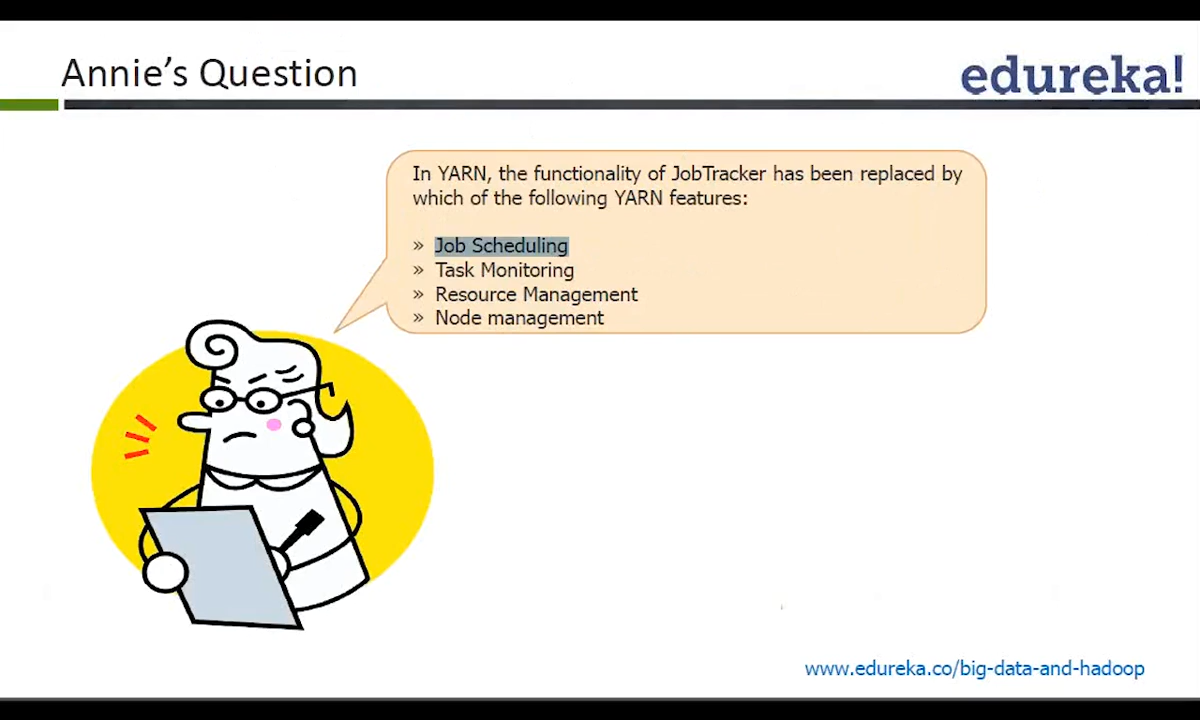 Annie's Question
edureka!
In YARN, the functionality of JobTracker has been replaced by
which of the following YARN features:
» Job Scheduling
» Task Monitoring
» Resource Management
» Node management
www.edureka.co/big-data-and-hadoop